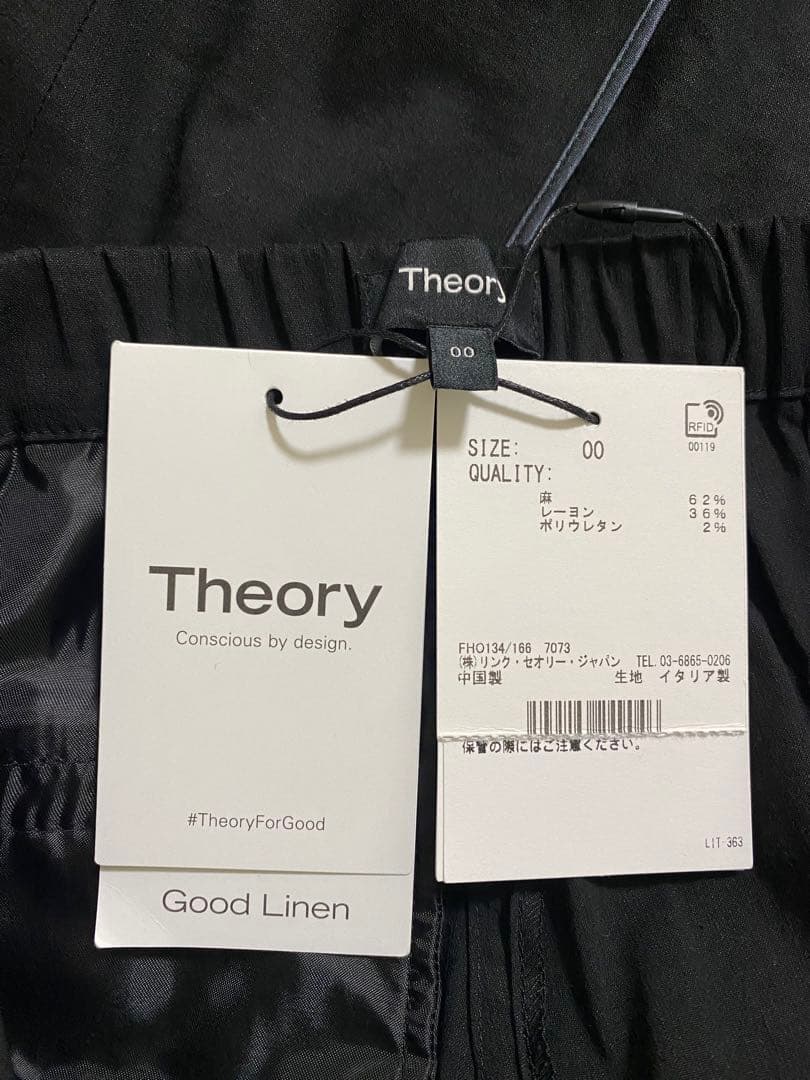 Theory
00
Theory
Conscious by design.
#TheoryForGood
Good Linen
RFID
00119
SIZE: 00
QUALITY:
麻 62%
レーヨン 36%
ポリウレタン 2%
FHO134/166 7073
(株)リンク・セオリー・ジャパン TEL.03-6865-0206
中国製 生地 イタリア製
保管の際にはご注意ください。
LIT-363